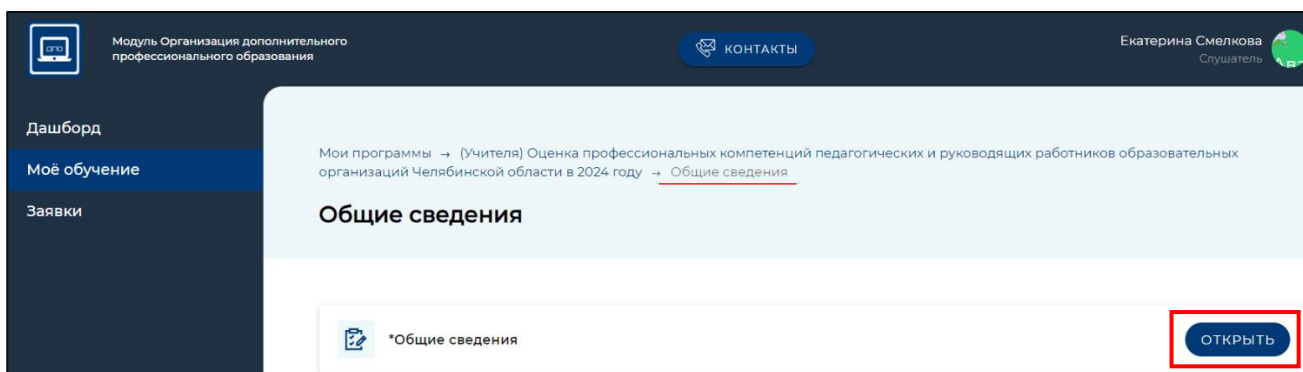 Модуль Организация дополнительного
профессионального образования
КОНТАКТЫ
Екатерина Смелкова
Слушатель
Дашборд
Моё обучение
Заявки
Мои программы → (Учителя) Оценка профессиональных компетенций педагогических и руководящих работников образовательных
организаций Челябинской области в 2024 году → Общие сведения
Общие сведения
*Общие сведения
ОТКРЫТЬ